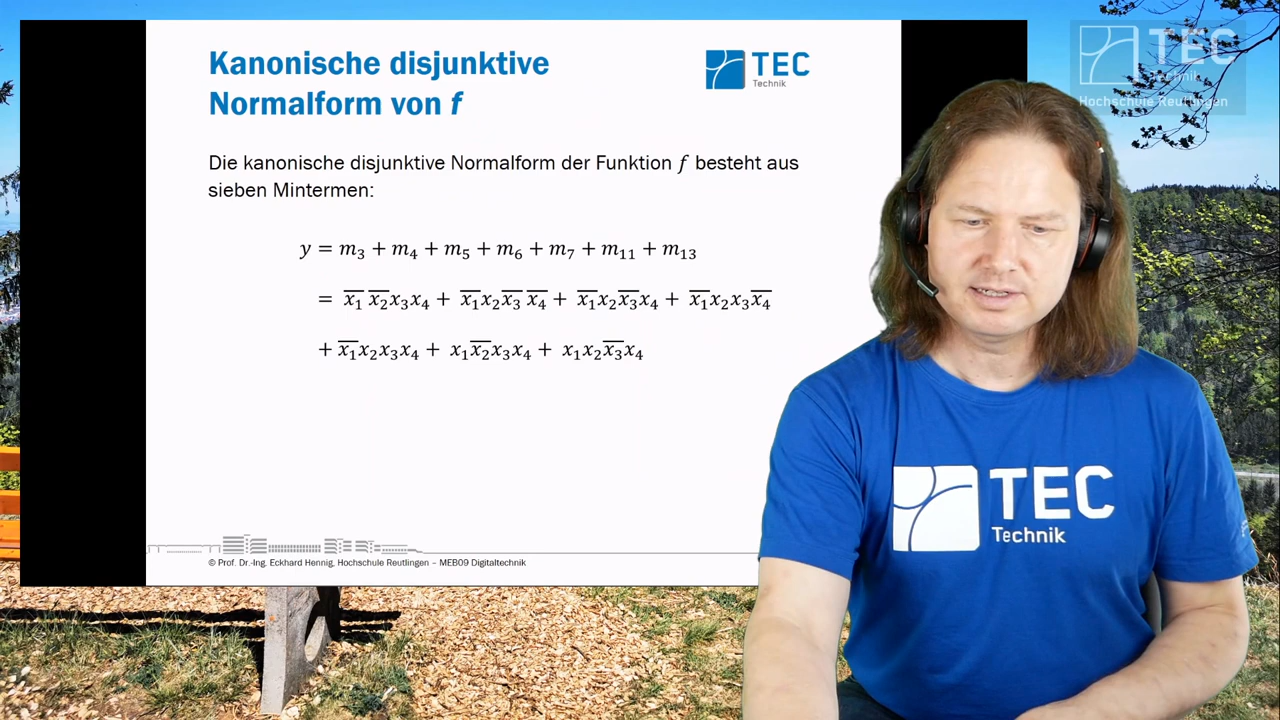 Kanonische disjunktive
Normalform von f
TEC
Technik
Die kanonische disjunktive Normalform der Funktion f besteht aus
sieben Mintermen:
y = m₃ + m₄ + m₅ + m₆ + m₇ + m₁₁ + m₁₃
= x̅₁ x̅₂x₃x₄ + x̅₁x₂x̅₃ x̅₄ + x̅₁x₂x̅₃x₄ + x̅₁x₂x₃x̅₄
+ x̅₁x₂x₃x₄ + x₁x̅₂x₃x₄ + x₁x₂x̅₃x₄
© Prof. Dr.-Ing. Eckhard Hennig, Hochschule Reutlingen – MEB09 Digitaltechnik
TEC
Technik
Hochschule Reutlingen
TEC
Technik